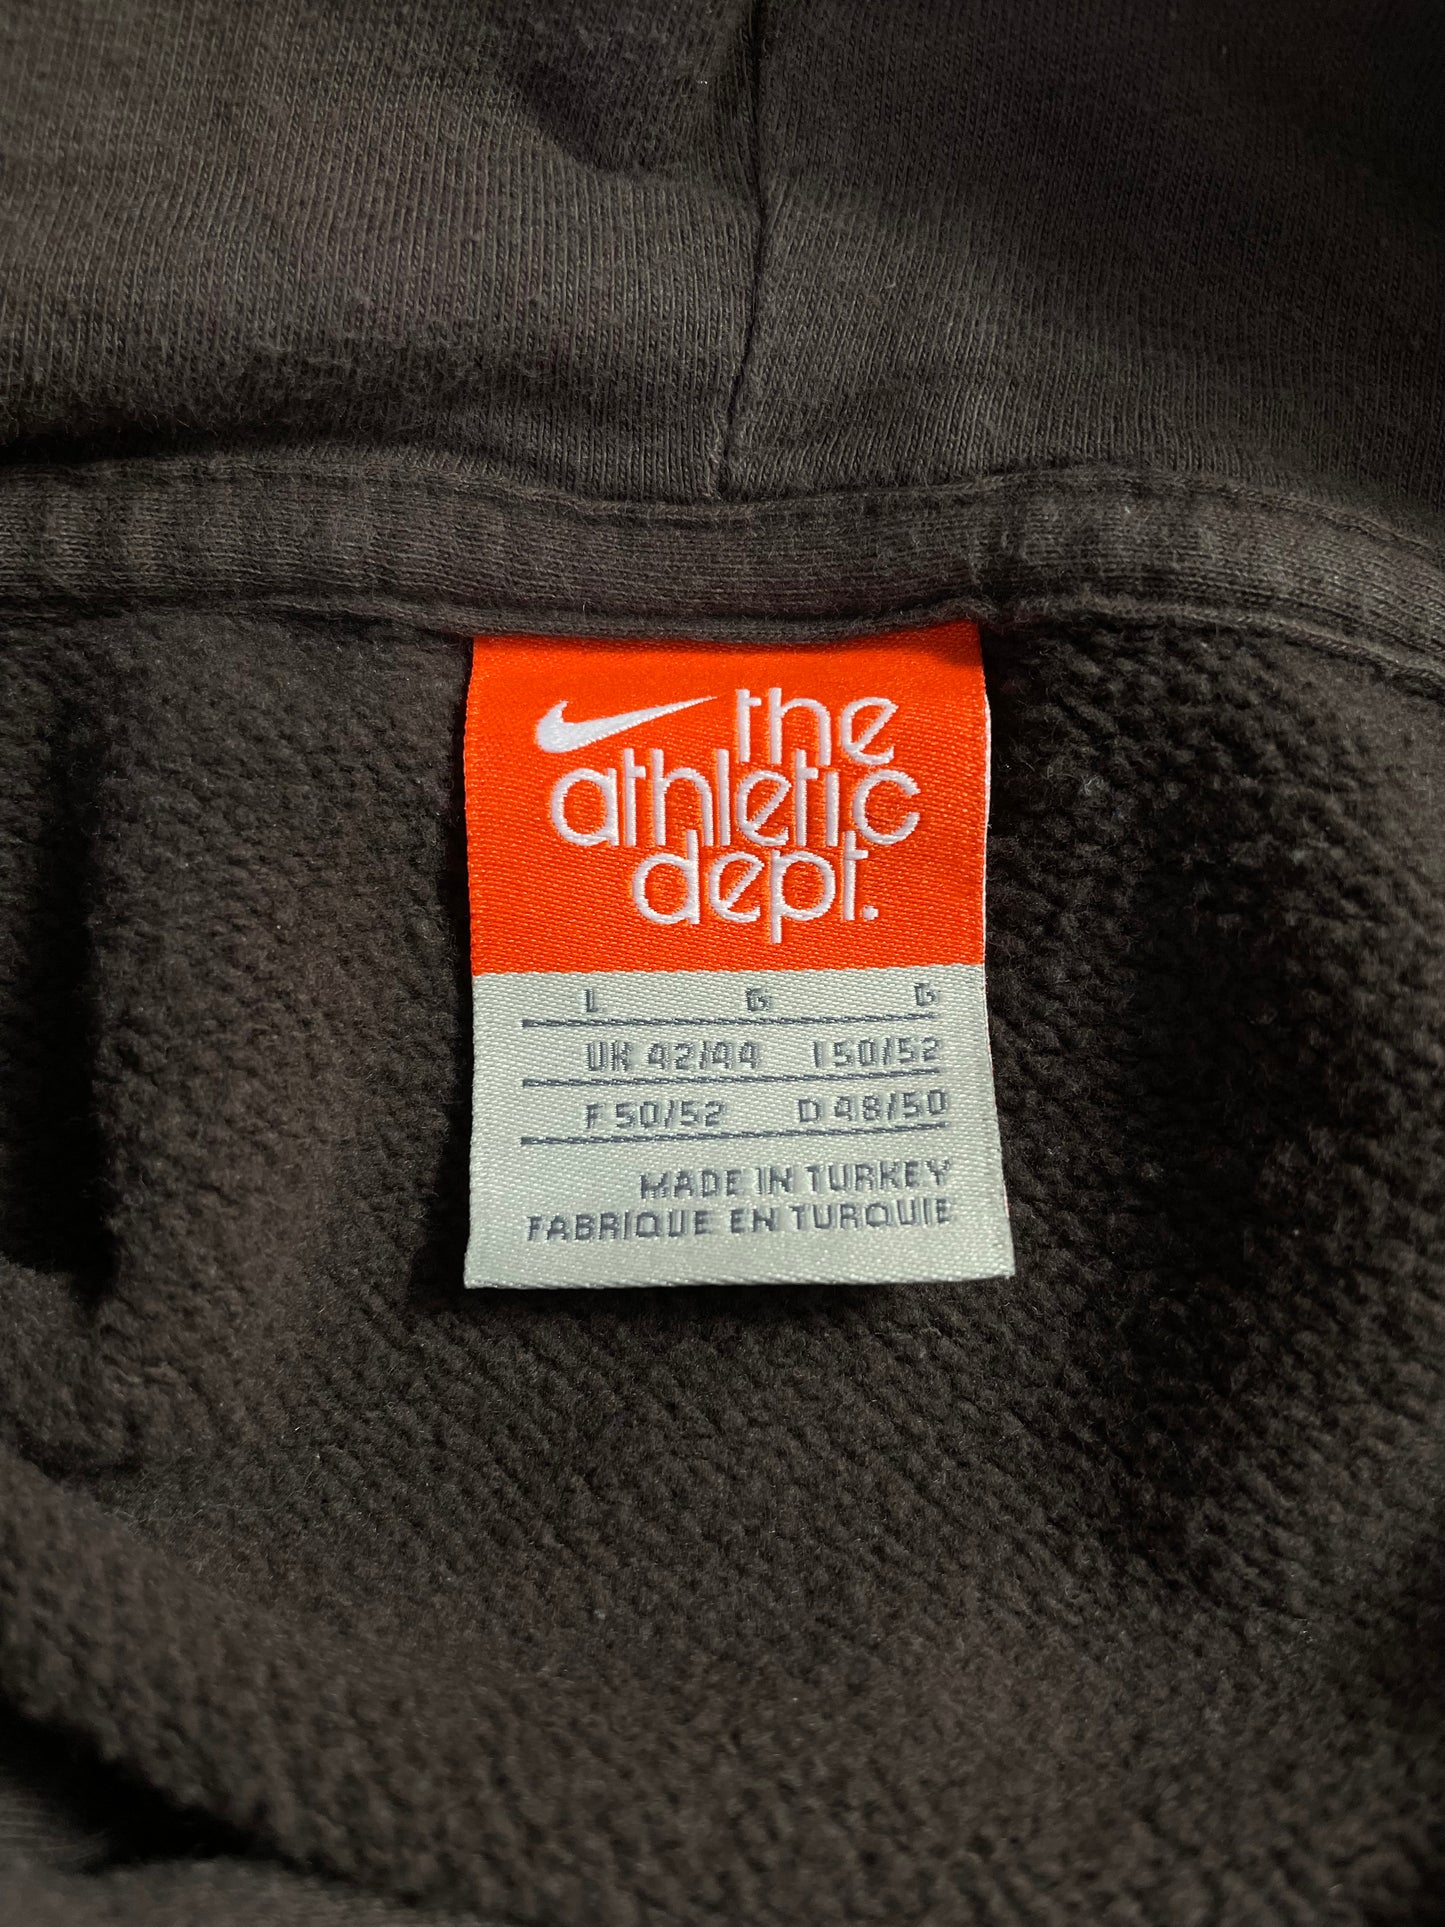 the
athletic
dept.
L G G
UK 42/44 I 50/52
F 50/52 D 48/50
MADE IN TURKEY
FABRIQUE EN TURQUIE